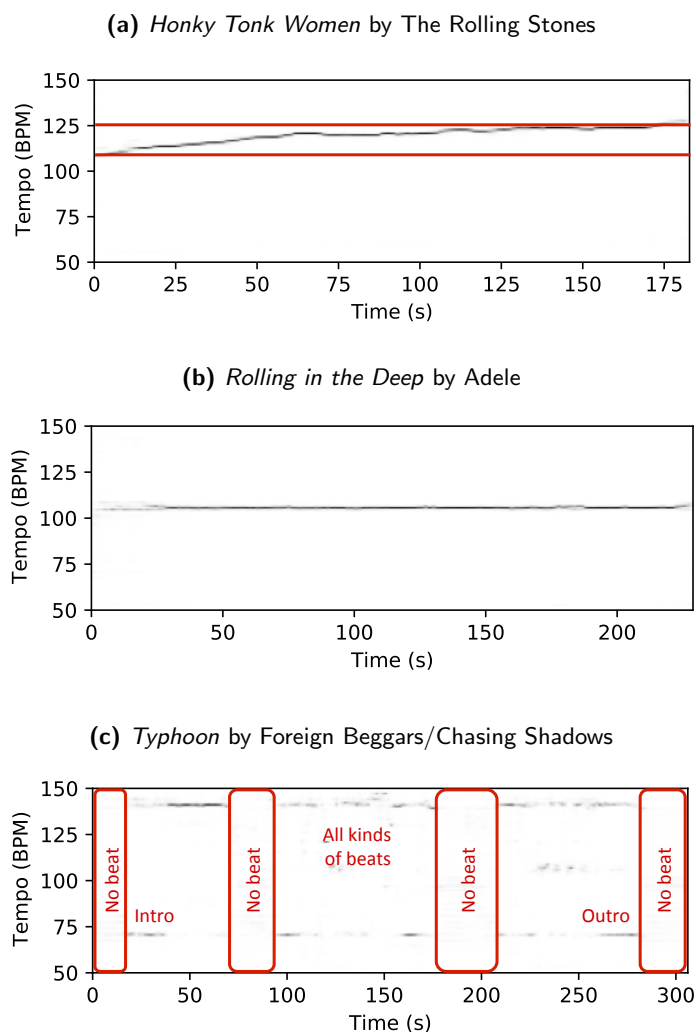 (a) Honky Tonk Women by The Rolling Stones
150
125
100
75
50
Tempo (BPM)
0 25 50 75 100 125 150 175
Time (s)
(b) Rolling in the Deep by Adele
150
125
100
75
50
Tempo (BPM)
0 50 100 150 200
Time (s)
(c) Typhoon by Foreign Beggars/Chasing Shadows
150
125
100
75
50
Tempo (BPM)
No beat
Intro
No beat
All kinds
of beats
No beat
Outro
No beat
0 50 100 150 200 250 300
Time (s)